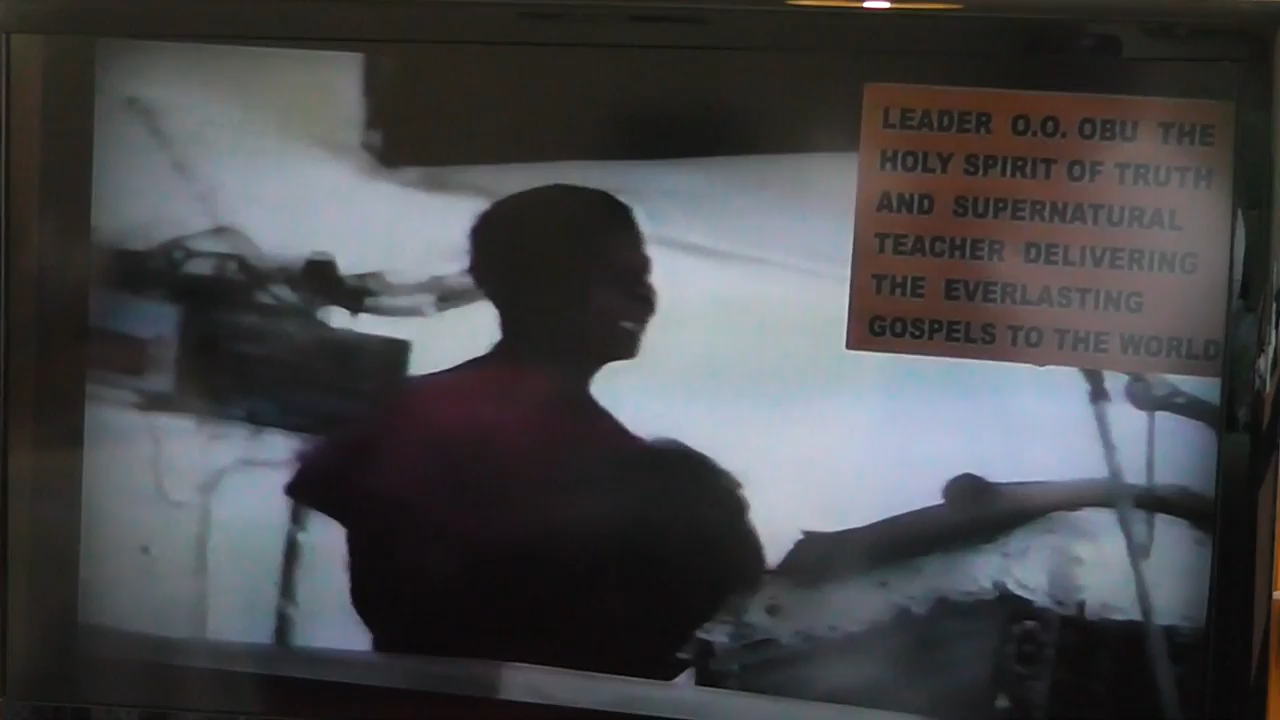 LEADER O.O. OBU THE
HOLY SPIRIT OF TRUTH
AND SUPERNATURAL
TEACHER DELIVERING
THE EVERLASTING
GOSPELS TO THE WORLD